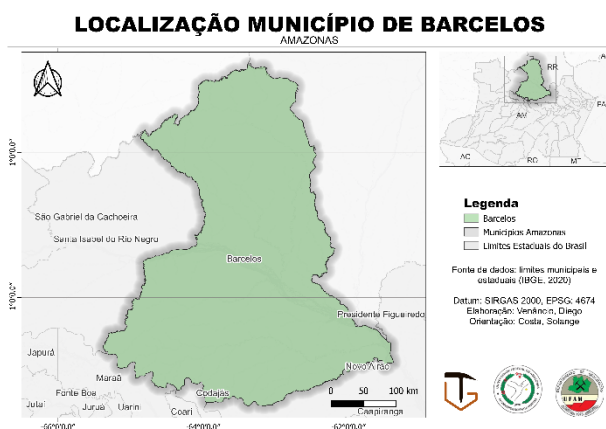 LOCALIZAÇÃO MUNICÍPIO DE BARCELOS
AMAZONAS
1°0'0.0"
São Gabriel da Cachoeira
Santa Isabel do Rio Negro
Barcelos
1°0'0.0"
Presidente Figueiredo
Japurá
Novo Airão
Maraã
Fonte Boa
Codajás
Jutaí
Juruá
Uarini
Coari
Caapiranga
0 50 100 km
-66°0'0.0"
-64°0'0.0"
-62°0'0.0"
RR
AM
PA
AC
RO
MT
Legenda
Barcelos
Municípios Amazonas
Limites Estaduais do Brasil
Fonte de dados: limites municipais e
estaduais (IBGE, 2020)
Datum: SIRGAS 2000, EPSG: 4674
Elaboração: Venâncio, Diego
Orientação: Costa, Solange
UFAM